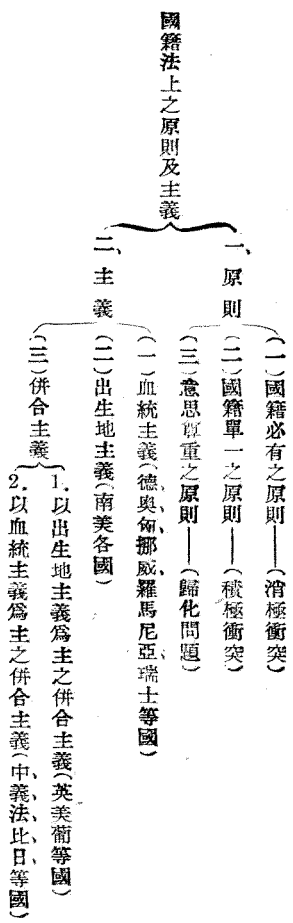 國籍法上之原則及主義
一、原則
(一)國籍必有之原則——(消極衝突)
(二)國籍單一之原則——(積極衝突)
(三)意思尊重之原則——(歸化問題)
二、主義
(一)血統主義(德、奧、匈、挪威、羅馬尼亞、瑞士等國)
(二)出生地主義(南美各國)
(三)併合主義
1.以出生地主義爲主之併合主義(英美葡等國)
2.以血統主義爲主之併合主義(中、義、法、比、日等國)